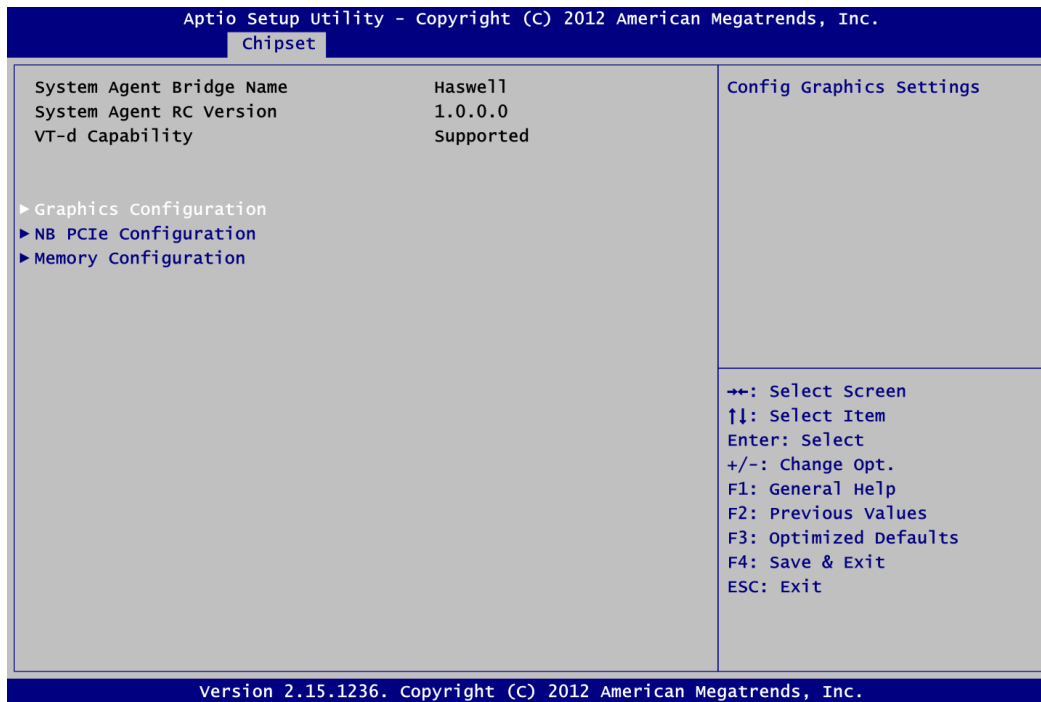 Aptio Setup Utility - Copyright (C) 2012 American Megatrends, Inc.
Chipset
System Agent Bridge Name Haswell
System Agent RC Version 1.0.0.0
VT-d Capability Supported
►Graphics Configuration
►NB PCIe Configuration
►Memory Configuration
Config Graphics Settings
→←: Select Screen
↑↓: Select Item
Enter: Select
+/-: Change Opt.
F1: General Help
F2: Previous Values
F3: Optimized Defaults
F4: Save & Exit
ESC: Exit
Version 2.15.1236. Copyright (C) 2012 American Megatrends, Inc.